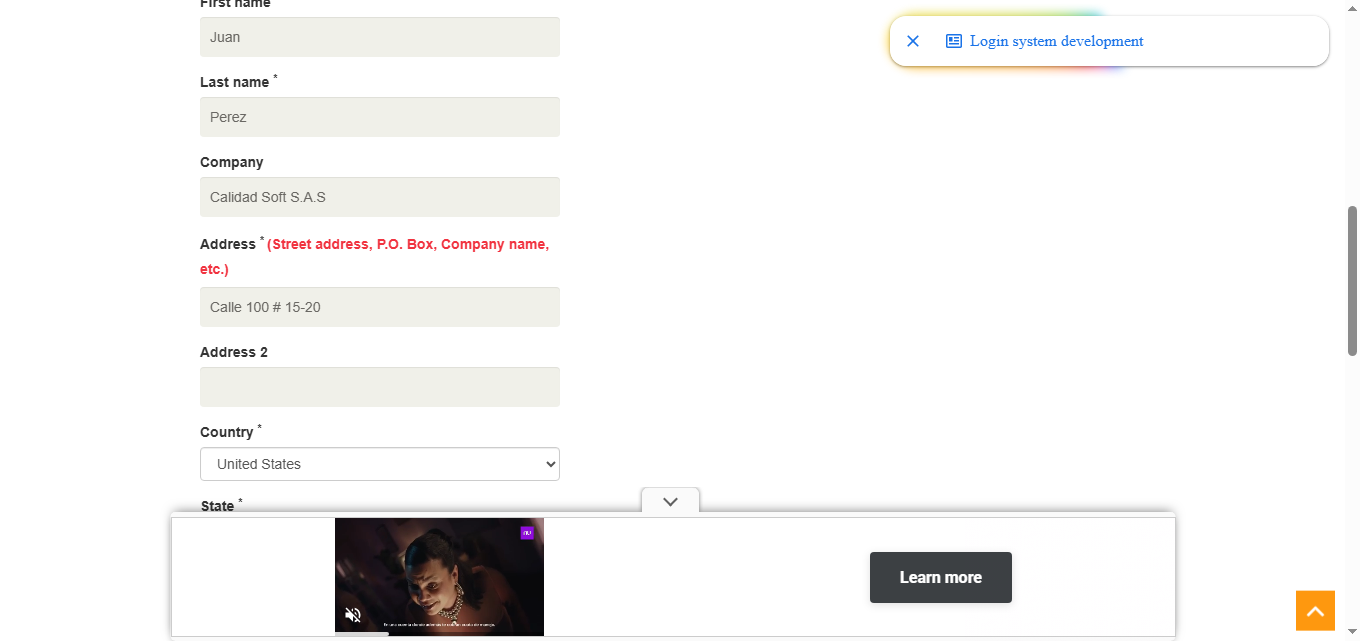 First name
Juan
Login system development
Last name *
Perez
Company
Calidad Soft S.A.S
Address * (Street address, P.O. Box, Company name,
etc.)
Calle 100 # 15-20
Address 2
Country *
United States
State *
nu
Learn more